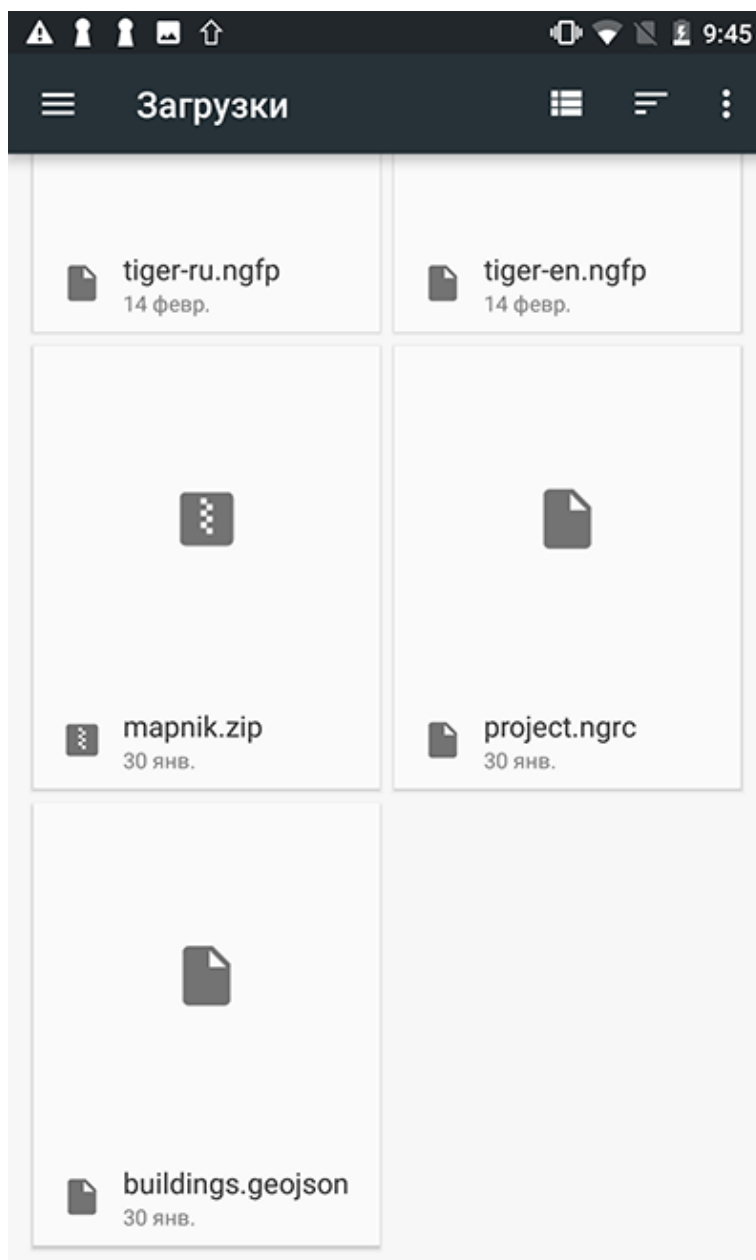 9:45
Загрузки
tiger-ru.ngfp
14 февр.
tiger-en.ngfp
14 февр.
mapnik.zip
30 янв.
project.ngrc
30 янв.
buildings.geojson
30 янв.